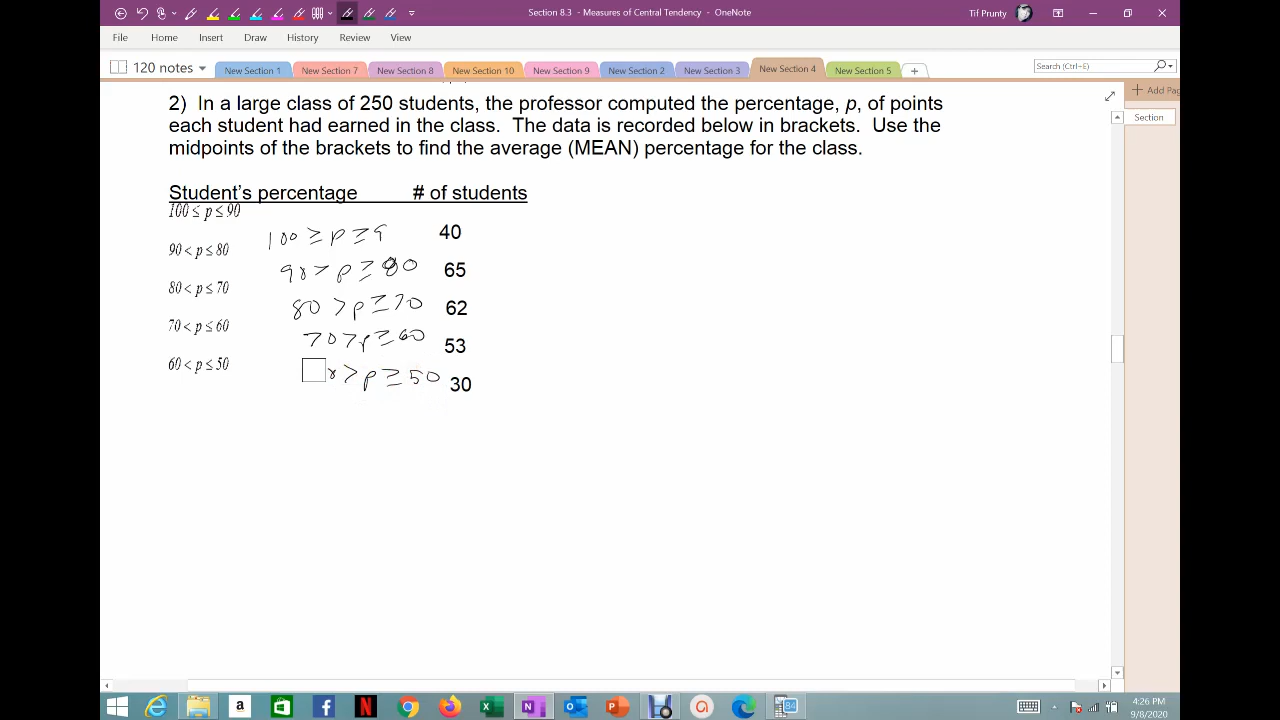 Section 8.3 - Measures of Central Tendency - OneNote
Tif Prunty
File Home Insert Draw History Review View
120 notes New Section 1 New Section 7 New Section 8 New Section 10 New Section 9 New Section 2 New Section 3 New Section 4 New Section 5 +
Search (Ctrl+E)
+ Add Pag
Section
2) In a large class of 250 students, the professor computed the percentage, p, of points
each student had earned in the class. The data is recorded below in brackets. Use the
midpoints of the brackets to find the average (MEAN) percentage for the class.
Student's percentage # of students
100 ≤ p ≤ 90
100 ≥ p ≥ 9 40
90 < p ≤ 80
90 > p ≥ 80 65
80 < p ≤ 70
80 > p ≥ 70 62
70 < p ≤ 60
70 > p ≥ 60 53
60 < p ≤ 50
> p ≥ 50 30
84
4:26 PM
9/8/2020